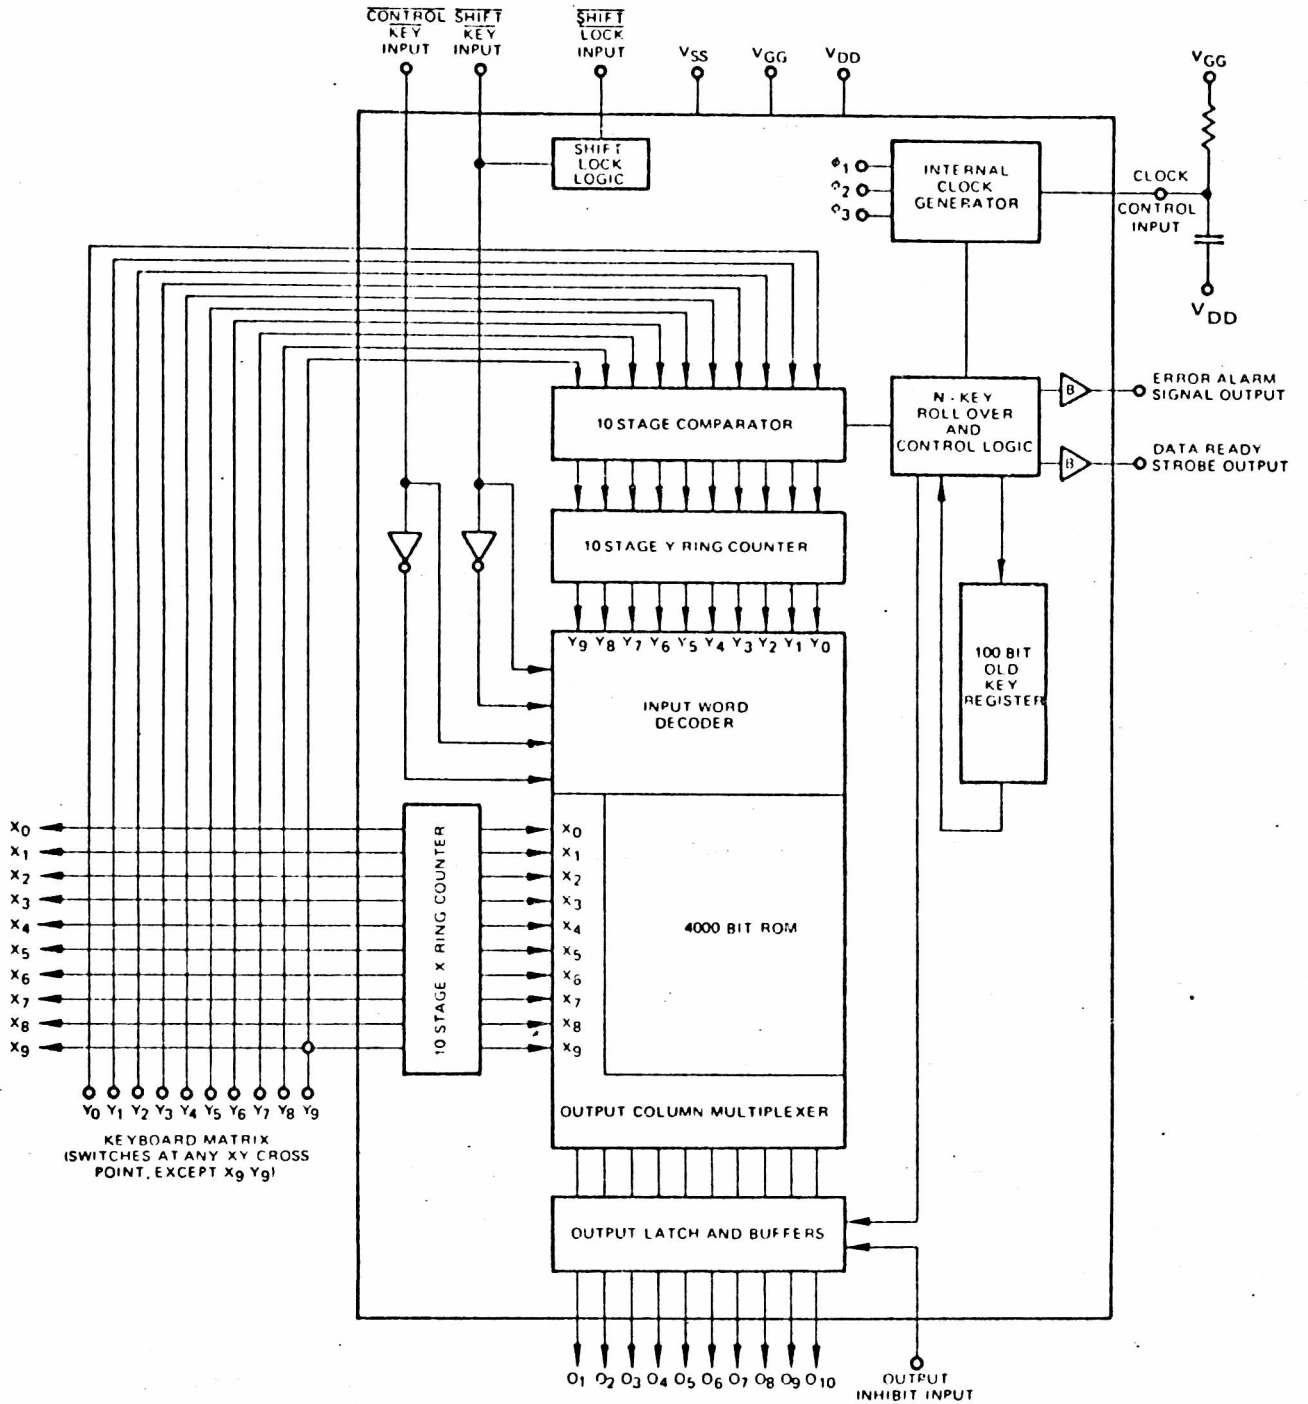 CONTROL KEY INPUT
SHIFT KEY INPUT
SHIFT LOCK INPUT
VSS
VGG
VDD
VGG
SHIFT LOCK LOGIC
ϕ1
ϕ2
ϕ3
INTERNAL CLOCK GENERATOR
CLOCK CONTROL INPUT
VDD
10 STAGE COMPARATOR
N-KEY ROLLOVER AND CONTROL LOGIC
B
ERROR ALARM SIGNAL OUTPUT
B
DATA READY STROBE OUTPUT
10 STAGE Y RING COUNTER
Y9 Y8 Y7 Y6 Y5 Y4 Y3 Y2 Y1 Y0
INPUT WORD DECODER
100 BIT OLD KEY REGISTER
X0
X1
X2
X3
X4
X5
X6
X7
X8
X9
10 STAGE X RING COUNTER
X0
X1
X2
X3
X4
X5
X6
X7
X8
X9
4000 BIT ROM
Y0 Y1 Y2 Y3 Y4 Y5 Y6 Y7 Y8 Y9
KEYBOARD MATRIX
(SWITCHES AT ANY XY CROSS
POINT, EXCEPT X9 Y9)
OUTPUT COLUMN MULTIPLEXER
OUTPUT LATCH AND BUFFERS
O1 O2 O3 O4 O5 O6 O7 O8 O9 O10
OUTPUT INHIBIT INPUT